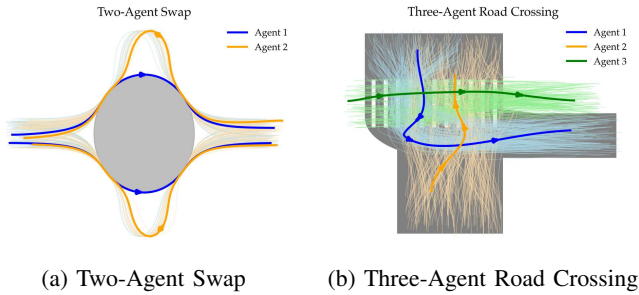 Two-Agent Swap
Agent 1
Agent 2
Three-Agent Road Crossing
Agent 1
Agent 2
Agent 3
(a) Two-Agent Swap
(b) Three-Agent Road Crossing